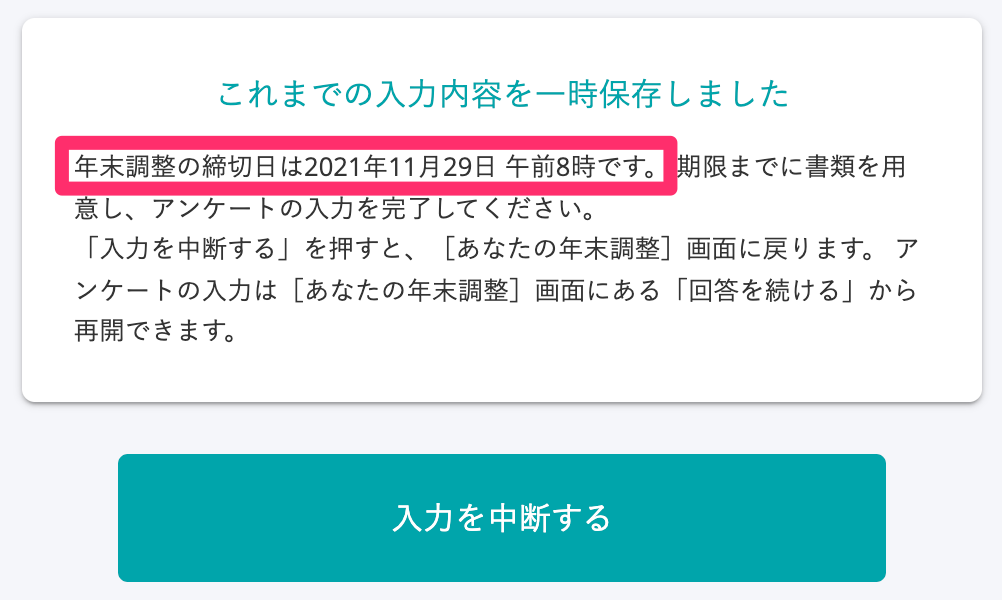 これまでの入力内容を一時保存しました
年末調整の締切日は2021年11月29日 午前8時です。期限までに書類を用
意し、アンケートの入力を完了してください。
「入力を中断する」を押すと、［あなたの年末調整］画面に戻ります。 ア
ンケートの入力は［あなたの年末調整］画面にある「回答を続ける」から
再開できます。
入力を中断する